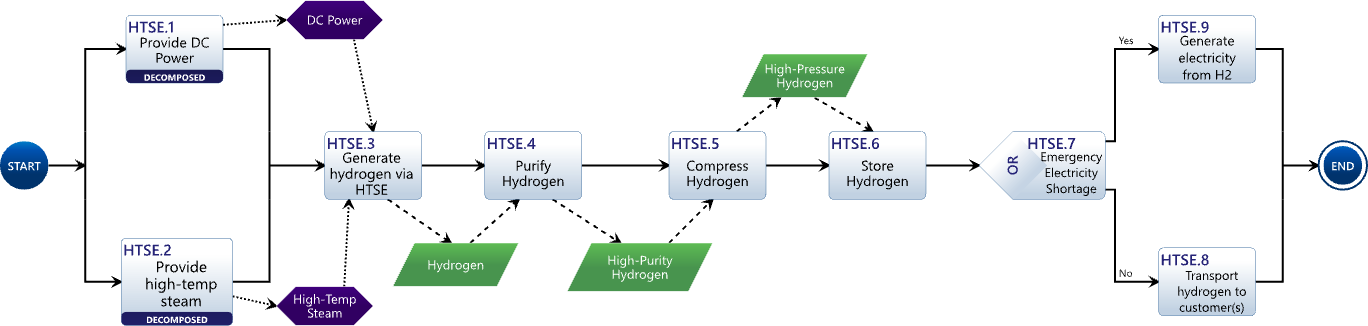 START
HTSE.1
Provide DC
Power
DECOMPOSED
DC Power
HTSE.2
Provide
high-temp
steam
DECOMPOSED
High-Temp
Steam
HTSE.3
Generate
hydrogen via
HTSE
Hydrogen
HTSE.4
Purify
Hydrogen
High-Purity
Hydrogen
HTSE.5
Compress
Hydrogen
High-Pressure
Hydrogen
HTSE.6
Store
Hydrogen
OR
HTSE.7
Emergency
Electricity
Shortage
Yes
No
HTSE.9
Generate
electricity
from H2
HTSE.8
Transport
hydrogen to
customer(s)
END